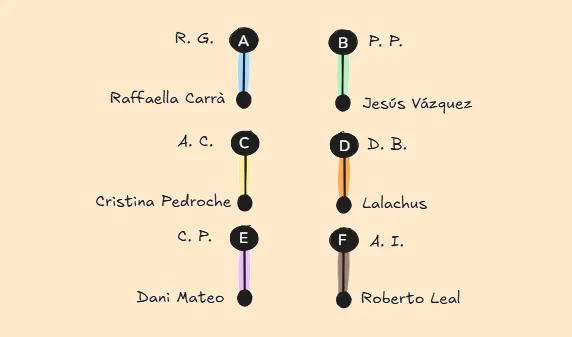 R. G. A
B P. P.
Raffaella Carrà
Jesús Vázquez
A. C. C
D D. B.
Cristina Pedroche
Lalachus
C. P. E
F A. I.
Dani Mateo
Roberto Leal